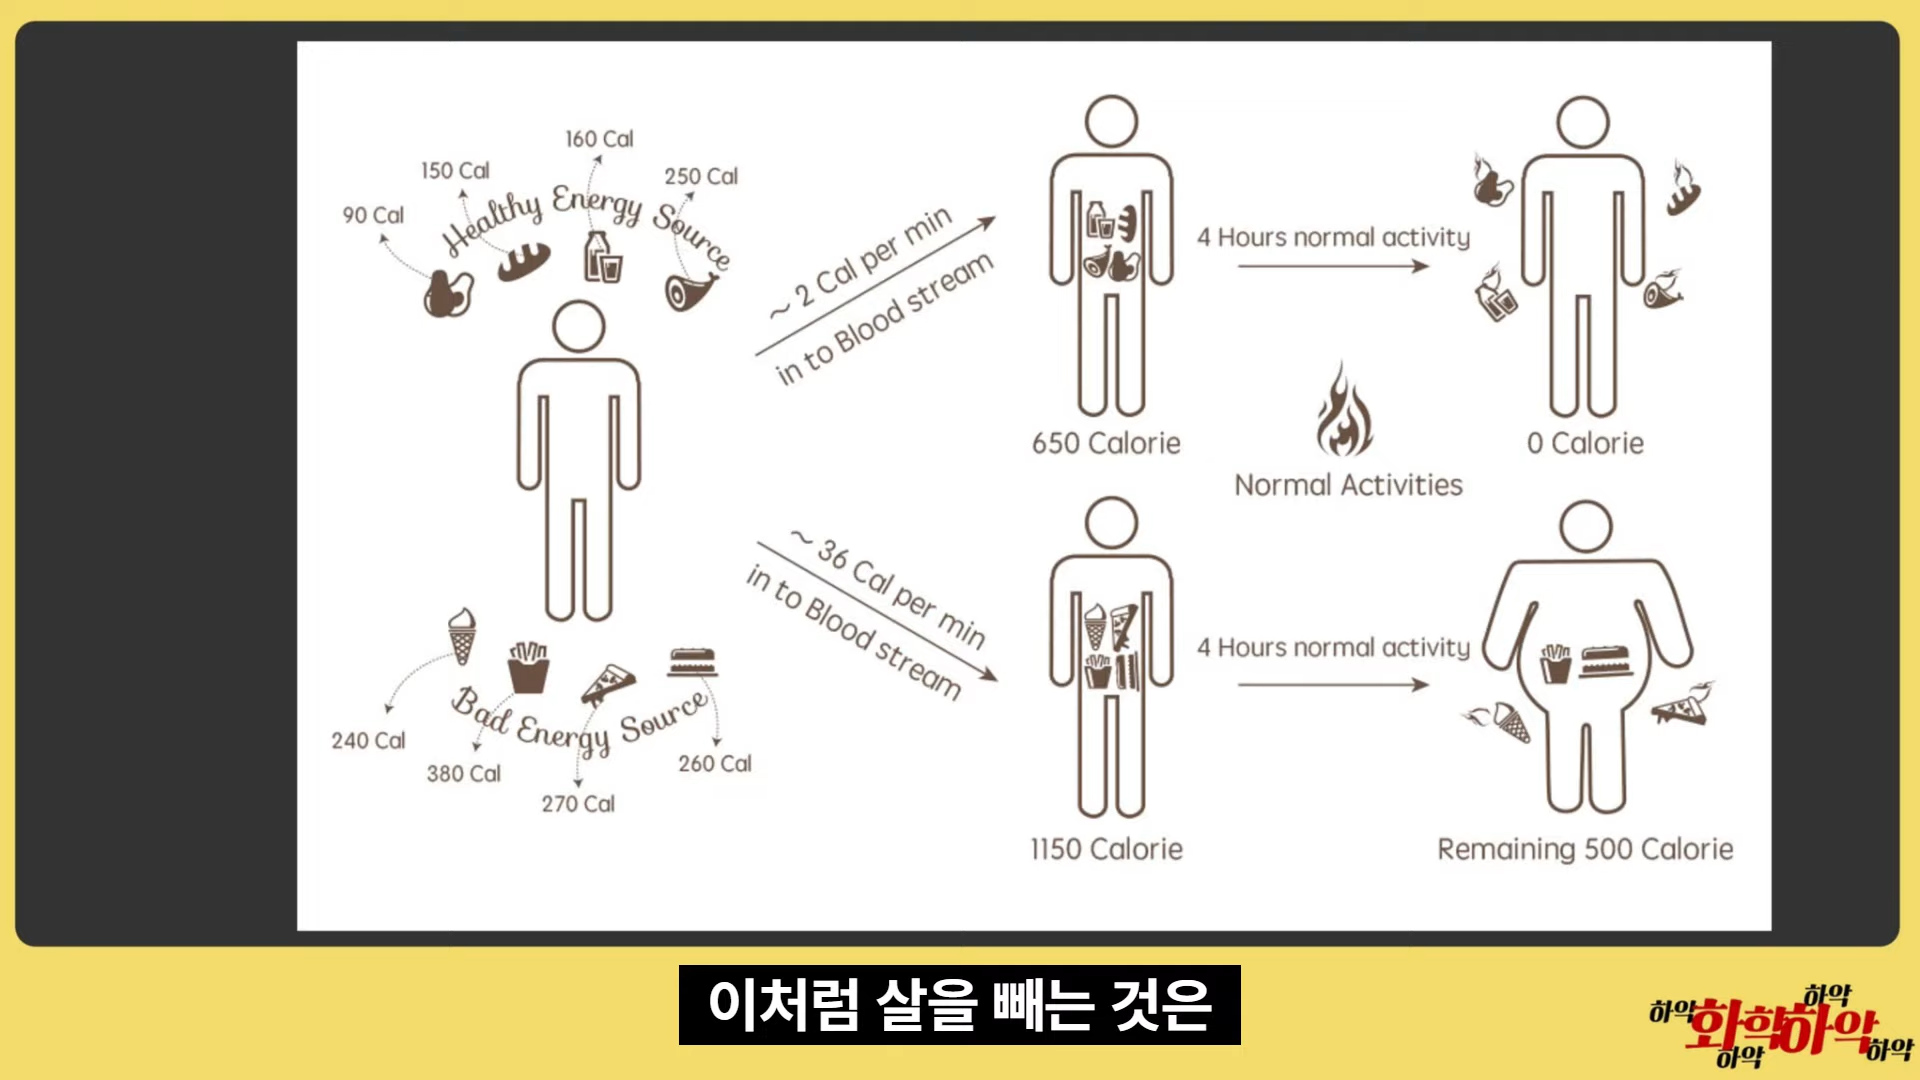 160 Cal
150 Cal
250 Cal
90 Cal
Healthy Energy Source
~ 2 Cal per min
in to Blood stream
4 Hours normal activity
650 Calorie
0 Calorie
Normal Activities
~ 36 Cal per min
in to Blood stream
4 Hours normal activity
Bad Energy Source
240 Cal
380 Cal
270 Cal
260 Cal
1150 Calorie
Remaining 500 Calorie
이처럼 살을 빼는 것은
하악
하악
화학하악
하악
하악